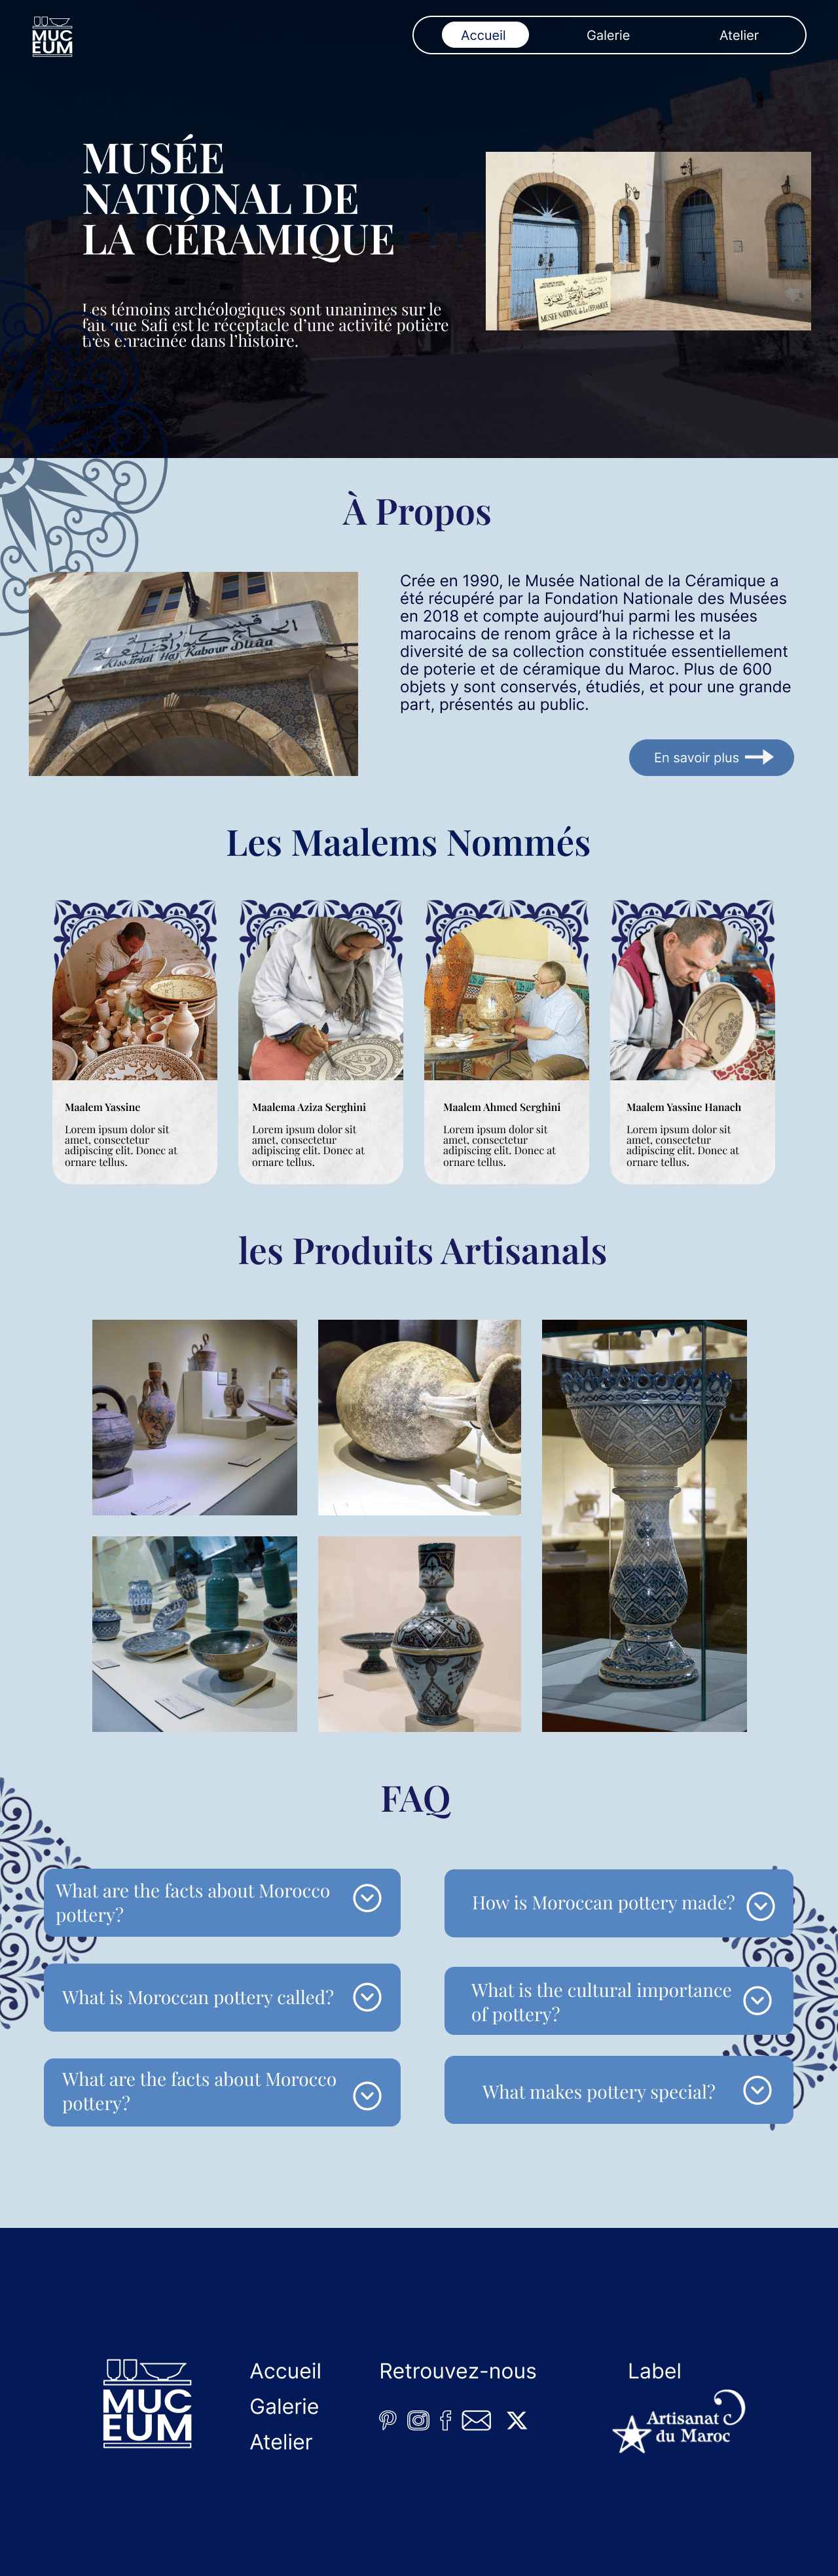 MUC
EUM
Accueil
Galerie
Atelier
MUSÉE
NATIONAL DE
LA CÉRAMIQUE
MUSEE NATIONAL de la CÉRAMIQUE
Les témoins archéologiques sont unanimes sur le
fait que Safi est le réceptacle d'une activité potière
très enracinée dans l'histoire.
À Propos
Kissariat Haj Kabour
Crée en 1990, le Musée National de la Céramique a
été récupéré par la Fondation Nationale des Musées
en 2018 et compte aujourd'hui parmi les musées
marocains de renom grâce à la richesse et la
diversité de sa collection constituée essentiellement
de poterie et de céramique du Maroc. Plus de 600
objets y sont conservés, étudiés, et pour une grande
part, présentés au public.
En savoir plus
Les Maalems Nommés
Maalem Yassine
Lorem ipsum dolor sit
amet, consectetur
adipiscing elit. Donec at
ornare tellus.
Maalema Aziza Serghini
Lorem ipsum dolor sit
amet, consectetur
adipiscing elit. Donec at
ornare tellus.
Maalem Ahmed Serghini
Lorem ipsum dolor sit
amet, consectetur
adipiscing elit. Donec at
ornare tellus.
Maalem Yassine Hanach
Lorem ipsum dolor sit
amet, consectetur
adipiscing elit. Donec at
ornare tellus.
les Produits Artisanals
FAQ
What are the facts about Morocco
pottery?
How is Moroccan pottery made?
What is Moroccan pottery called?
What is the cultural importance
of pottery?
What are the facts about Morocco
pottery?
What makes pottery special?
MUC
EUM
Accueil
Galerie
Atelier
Retrouvez-nous
Label
Artisanat
du Maroc